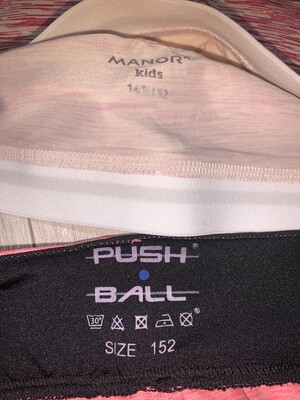 MANOR®
kids
PUSH®
BALL
30°
SIZE 152